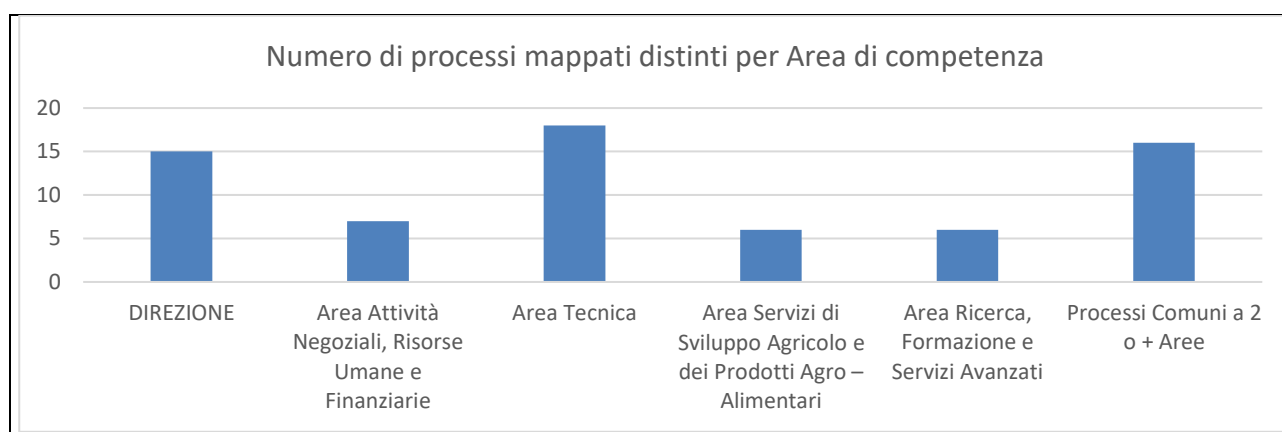 Numero di processi mappati distinti per Area di competenza
20
15
10
5
0
DIREZIONE
Area Attività
Negoziali, Risorse
Umane e
Finanziarie
Area Tecnica
Area Servizi di
Sviluppo Agricolo e
dei Prodotti Agro –
Alimentari
Area Ricerca,
Formazione e
Servizi Avanzati
Processi Comuni a 2
o + Aree